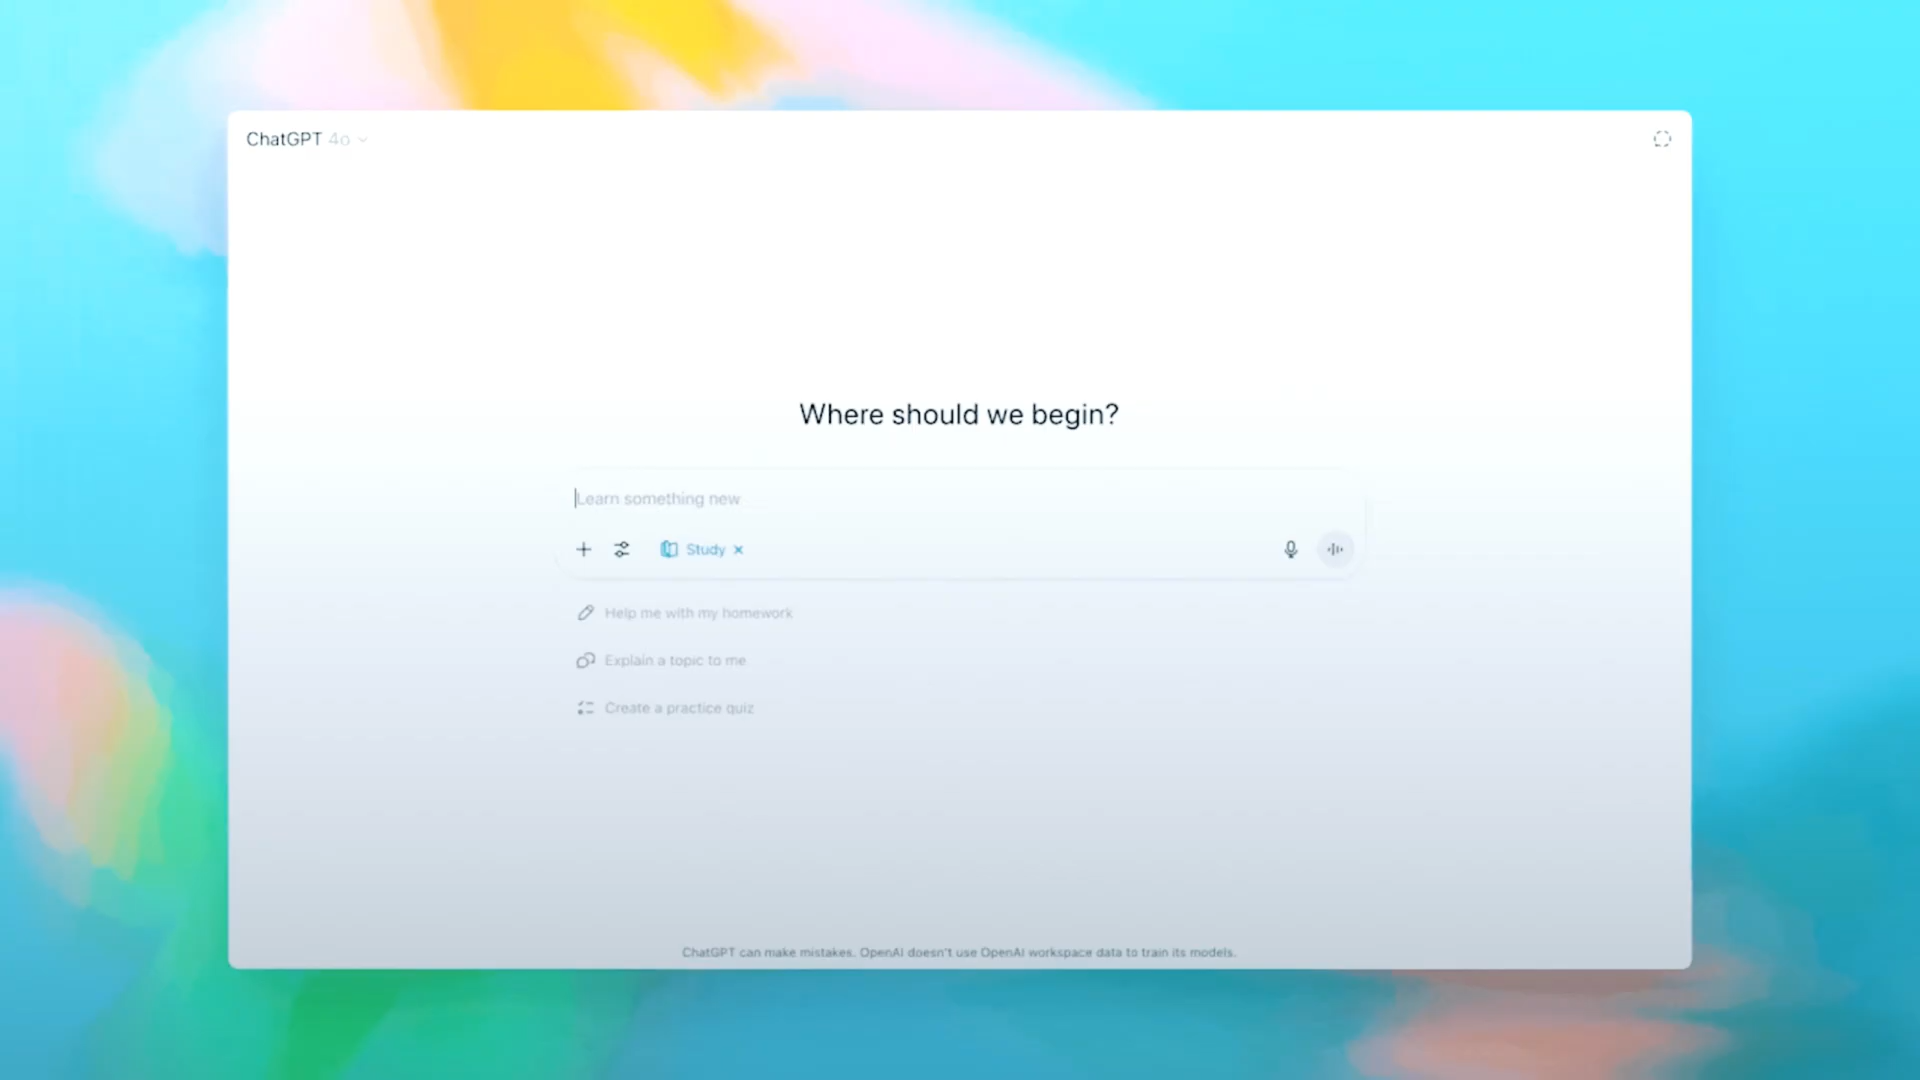 ChatGPT 4o
Where should we begin?
Learn something new
Study
Help me with my homework
Explain a topic to me
Create a practice quiz
ChatGPT can make mistakes. OpenAI doesn't use OpenAI workspace data to train its models.